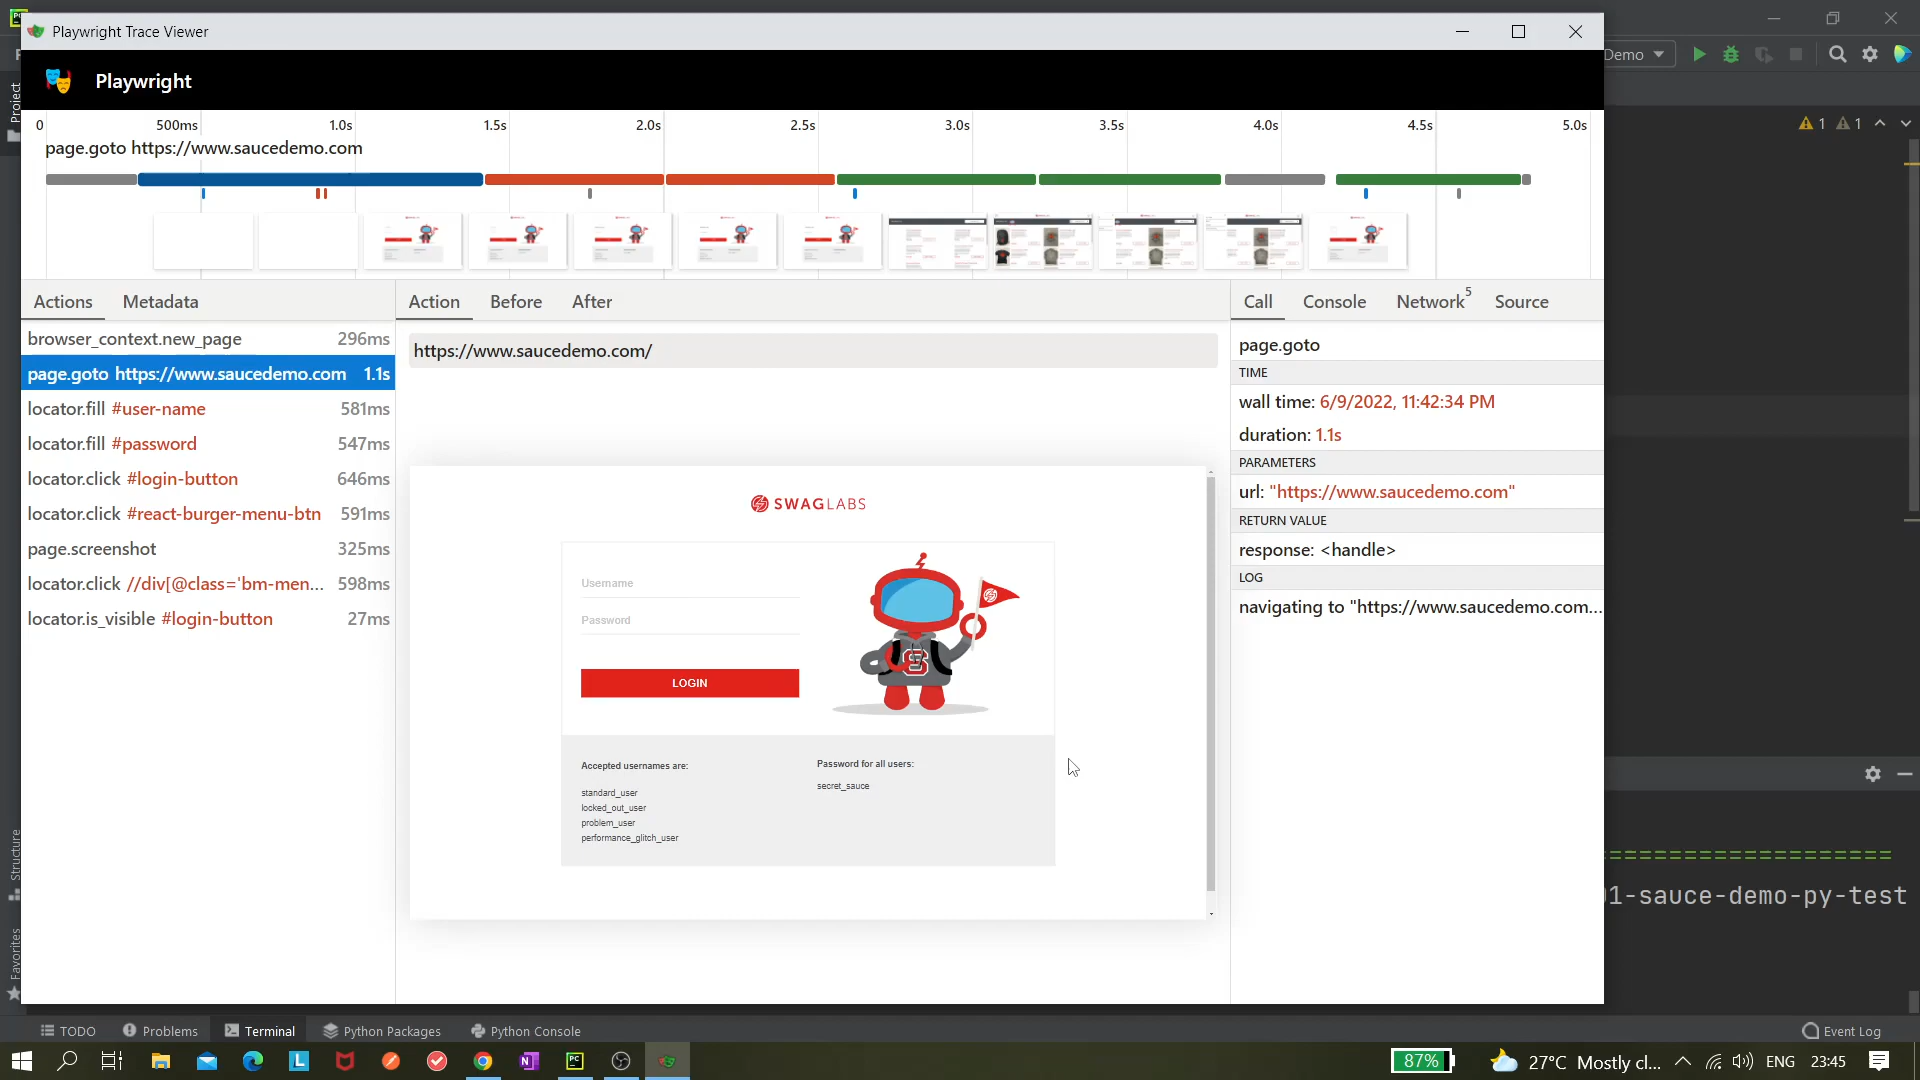 Playwright Trace Viewer
Playwright
Demo
0 500ms 1.0s 1.5s 2.0s 2.5s 3.0s 3.5s 4.0s 4.5s 5.0s
page.goto https://www.saucedemo.com
1 1
Project
Actions Metadata
browser_context.new_page 296ms
page.goto https://www.saucedemo.com 1.1s
locator.fill #user-name 581ms
locator.fill #password 547ms
locator.click #login-button 646ms
locator.click #react-burger-menu-btn 591ms
page.screenshot 325ms
locator.click //div[@class='bm-men... 598ms
locator.is_visible #login-button 27ms
Action Before After
https://www.saucedemo.com/
SWAGLABS
Username
Password
LOGIN
Accepted usernames are:
standard_user
locked_out_user
problem_user
performance_glitch_user
Password for all users:
secret_sauce
Call Console Network 5 Source
page.goto
TIME
wall time: 6/9/2022, 11:42:34 PM
duration: 1.1s
PARAMETERS
url: "https://www.saucedemo.com"
RETURN VALUE
response: <handle>
LOG
navigating to "https://www.saucedemo.com...
====================
1-sauce-demo-py-test
Structure
Favorites
TODO Problems Terminal Python Packages Python Console Event Log
87% 27°C Mostly cl... ENG 23:45